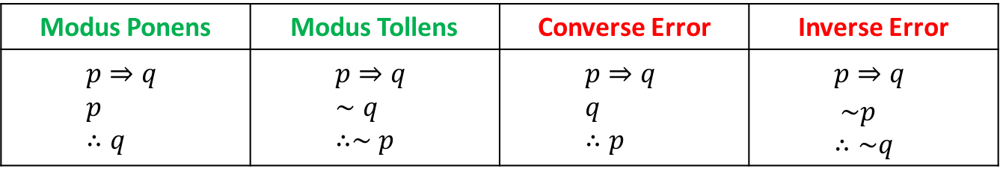 Modus Ponens Modus Tollens Converse Error Inverse Error
p ⇒ q p ⇒ q p ⇒ q p ⇒ q
p ~ q q ~p
∴ q ∴~ p ∴ p ∴ ~q